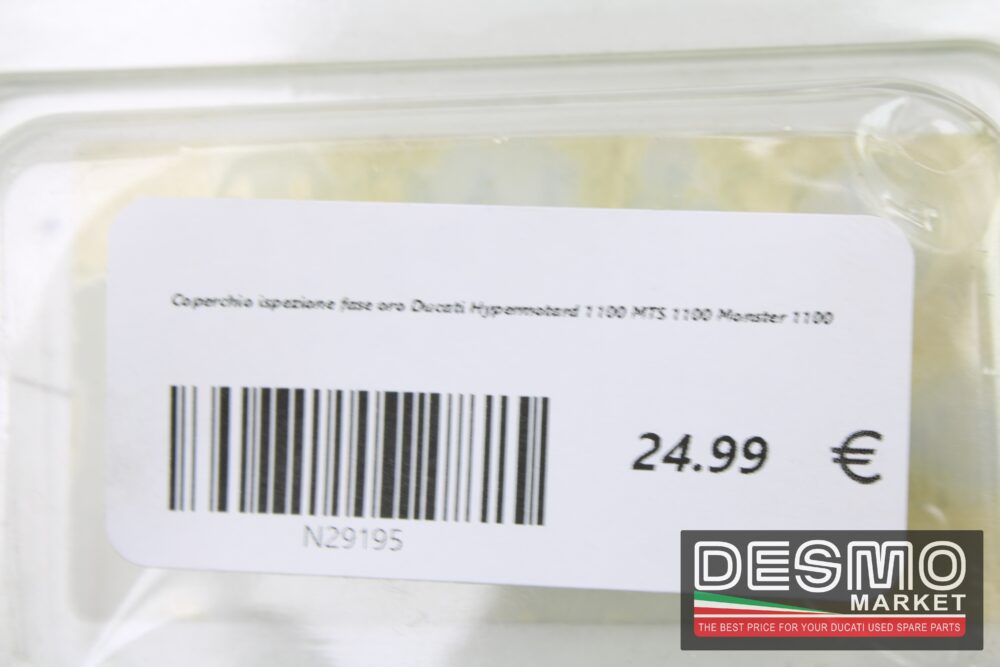 Coperchio ispezione fase oro Ducati Hypermotard 1100 MTS 1100 Monster 1100
24.99 €
N29195
DESMO
MARKET
THE BEST PRICE FOR YOUR DUCATI USED SPARE PARTS